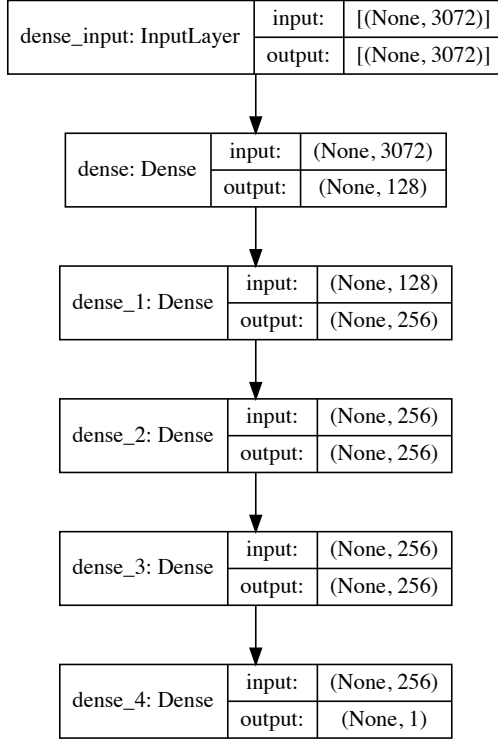 dense_input: InputLayer
input: [(None, 3072)]
output: [(None, 3072)]
dense: Dense
input: (None, 3072)
output: (None, 128)
dense_1: Dense
input: (None, 128)
output: (None, 256)
dense_2: Dense
input: (None, 256)
output: (None, 256)
dense_3: Dense
input: (None, 256)
output: (None, 256)
dense_4: Dense
input: (None, 256)
output: (None, 1)